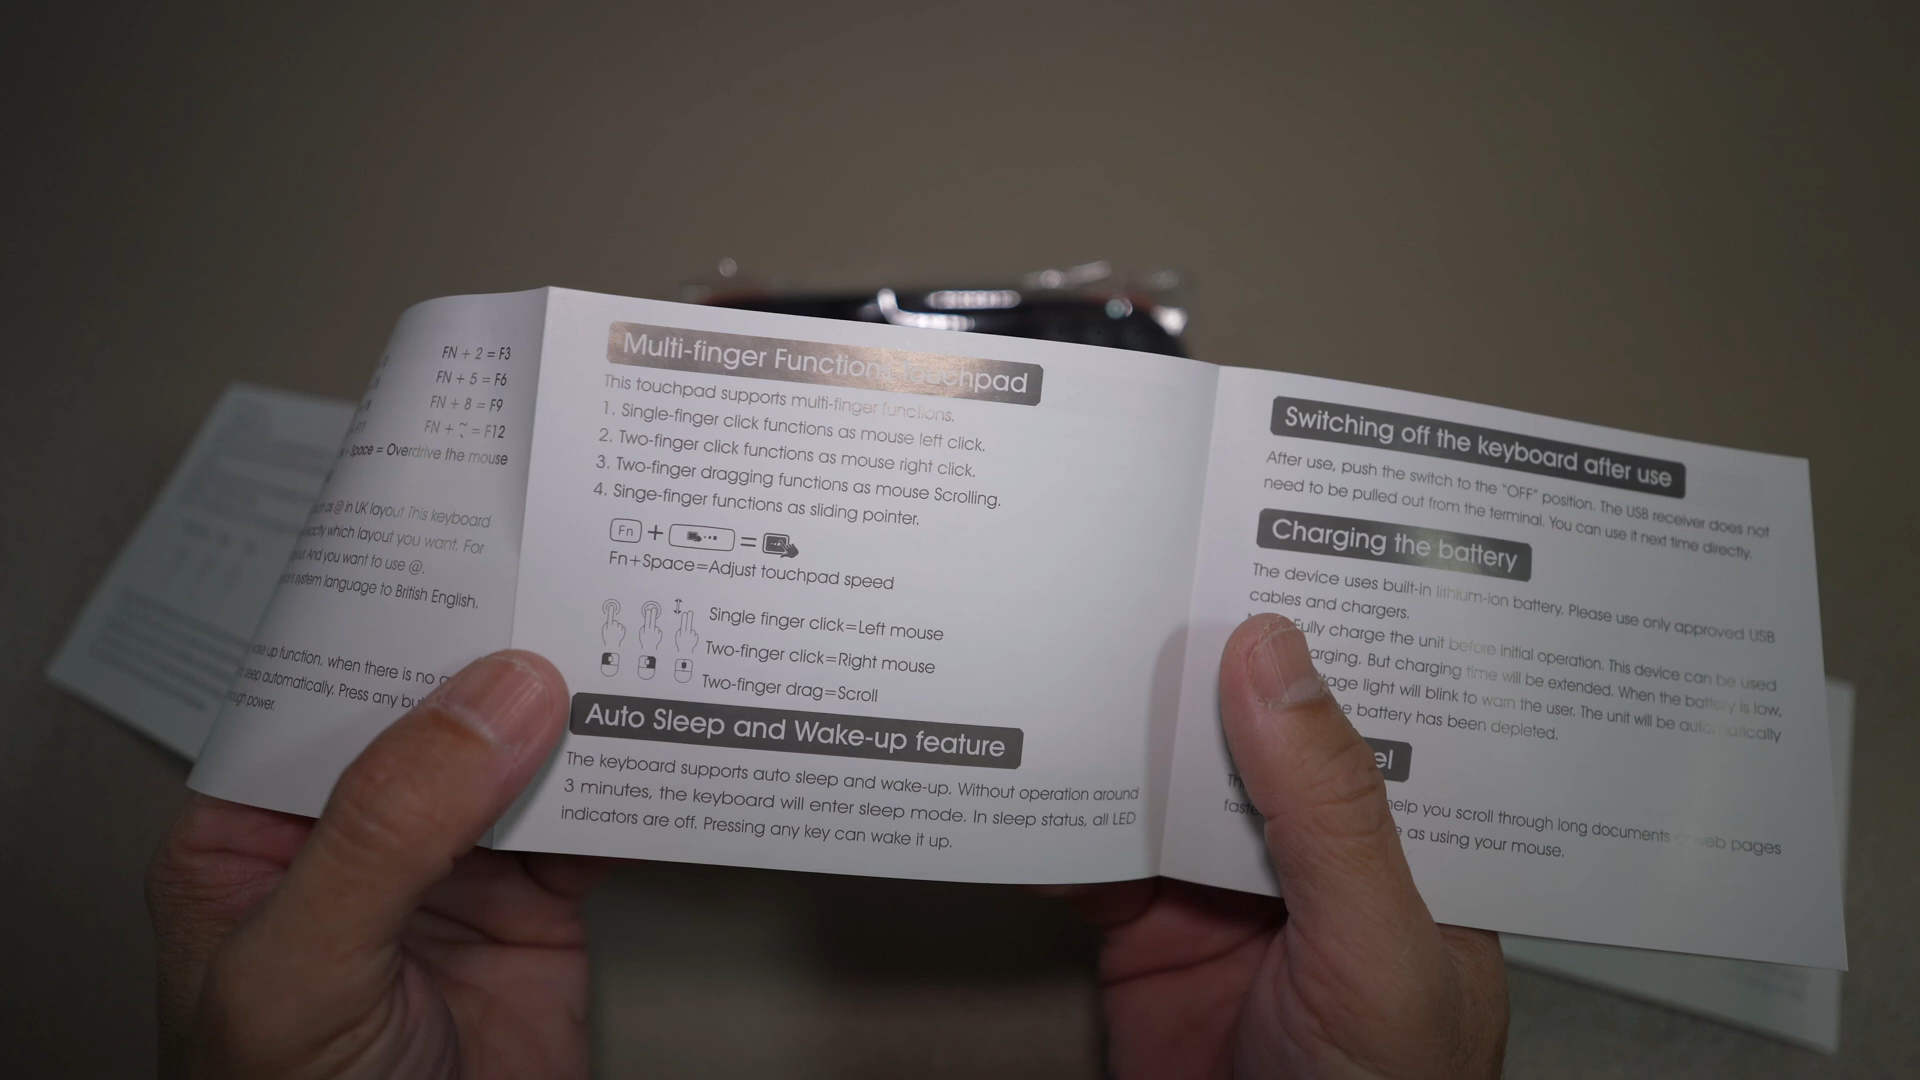 FN + 2 = F3
FN + 5 = F6
FN + 8 = F9
FN + ~ = F12
Space = Overdrive the mouse
as @ in UK layout This keyboard
which layout you want. For
And you want to use @.
system language to British English.
up function. when there is no
sleep automatically. Press any
power.
Multi-finger Function touchpad
This touchpad supports multi-finger functions.
1. Single-finger click functions as mouse left click.
2. Two-finger click functions as mouse right click.
3. Two-finger dragging functions as mouse Scrolling.
4. Singe-finger functions as sliding pointer.
Fn + =
Fn+Space=Adjust touchpad speed
Single finger click=Left mouse
Two-finger click=Right mouse
Two-finger drag=Scroll
Auto Sleep and Wake-up feature
The keyboard supports auto sleep and wake-up. Without operation around
3 minutes, the keyboard will enter sleep mode. In sleep status, all LED
indicators are off. Pressing any key can wake it up.
Switching off the keyboard after use
After use, push the switch to the "OFF" position. The USB receiver does not
need to be pulled out from the terminal. You can use it next time directly.
Charging the battery
The device uses built-in lithium-ion battery. Please use only approved USB
cables and chargers.
Fully charge the unit before initial operation. This device can be used
But charging time will be extended. When the battery is low,
light will blink to warn the user. The unit will be automatically
battery has been depleted.
help you scroll through long documents or web pages
as using your mouse.